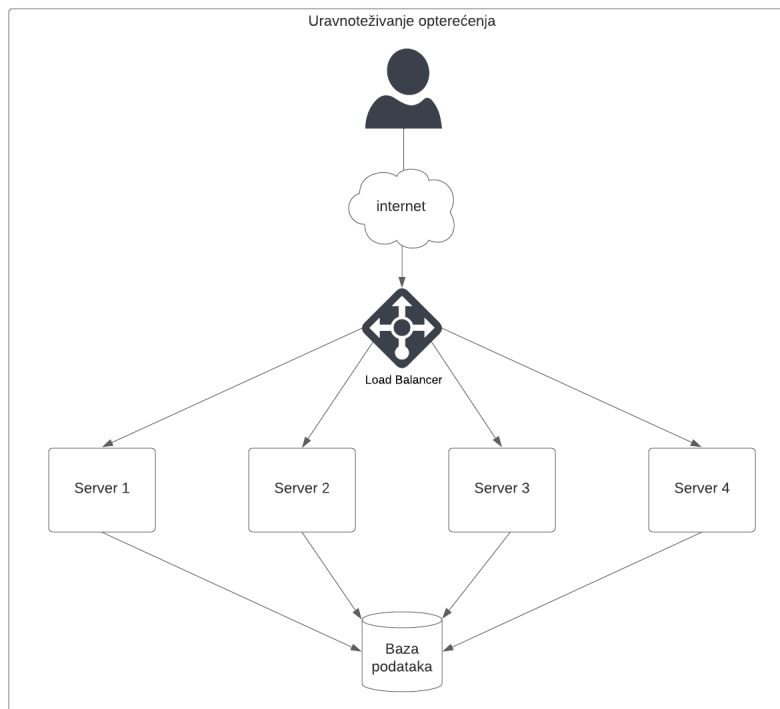 Uravnoteživanje opterećenja
internet
Load Balancer
Server 1
Server 2
Server 3
Server 4
Baza
podataka